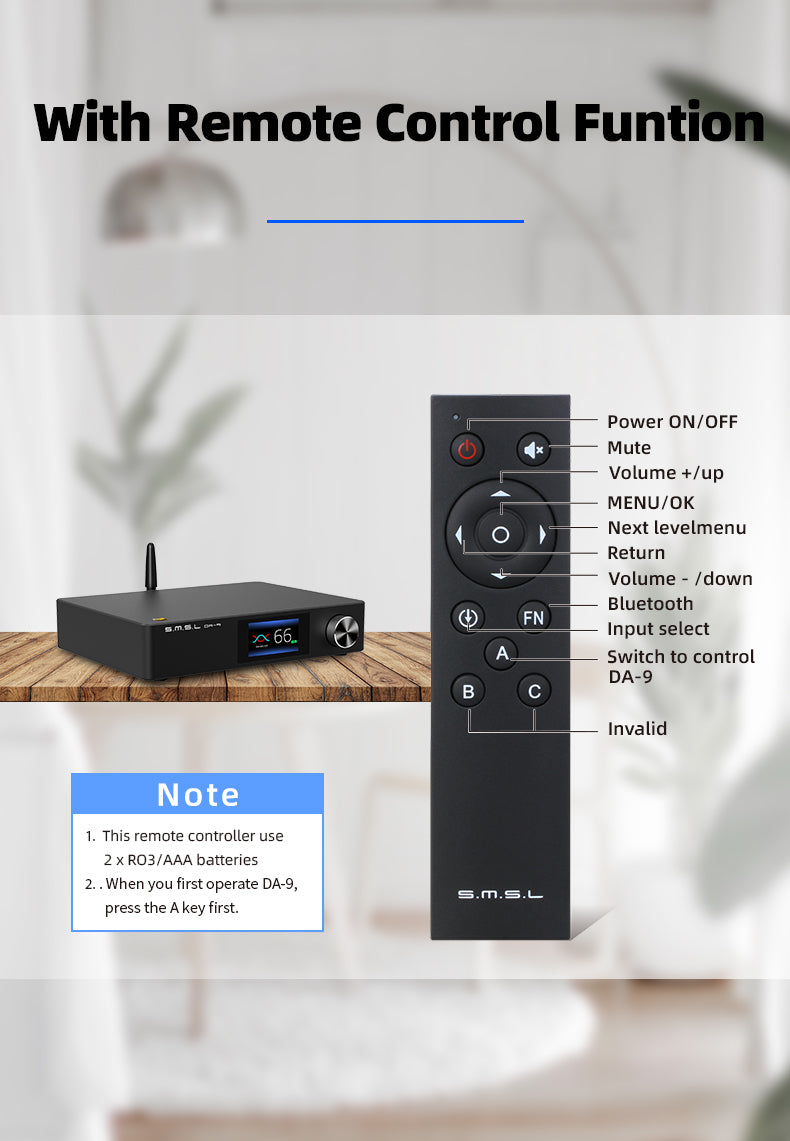 With Remote Control Funtion
Power ON/OFF
Mute
Volume +/up
MENU/OK
Next levelmenu
Return
Volume - /down
Bluetooth
FN
Input select
A
Switch to control
DA-9
B
C
Invalid
S.M.S.L DA-9
66
Note
1. This remote controller use
2 x RO3/AAA batteries
2. . When you first operate DA-9,
press the A key first.
S.M.S.L